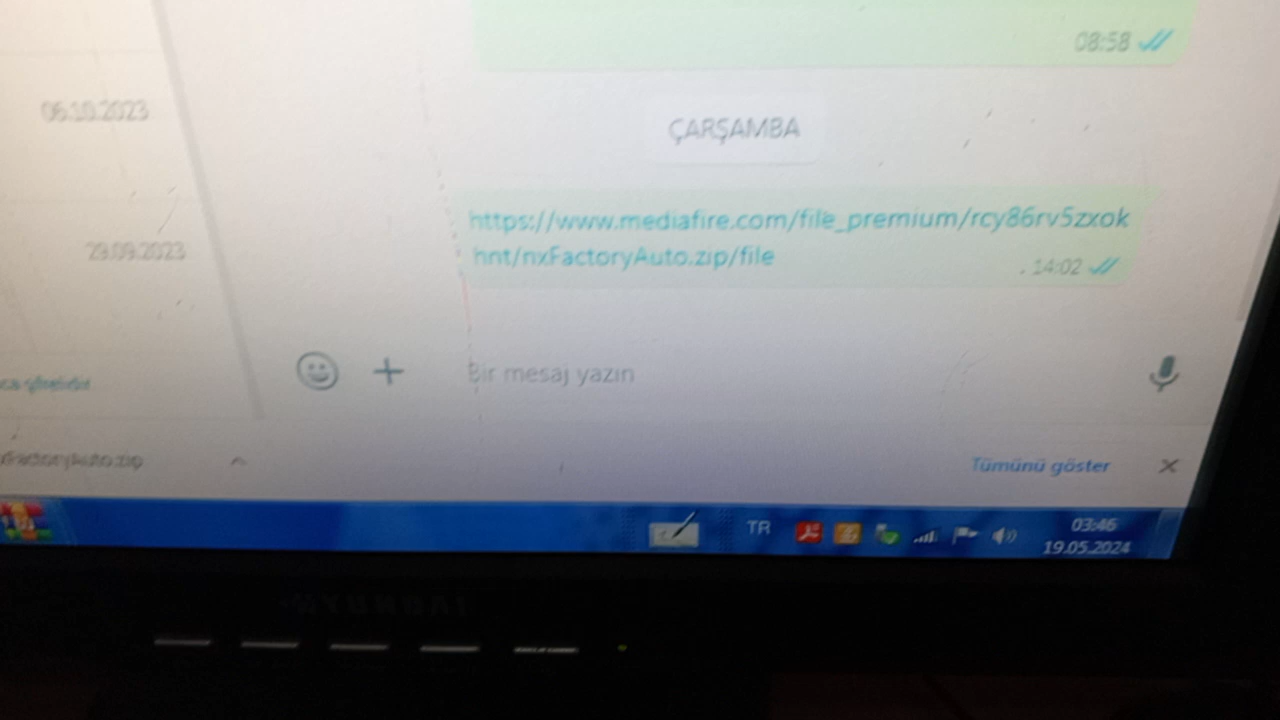 08:58
06.10.2023
ÇARŞAMBA
https://www.mediafire.com/file_premium/rcy86rv5zxok
hnt/nxFactoryAuto.zip/file
14:02
29.09.2023
Bir mesaj yazın
Tümünü göster
TR
03:46
19.05.2024
HYUNDAI